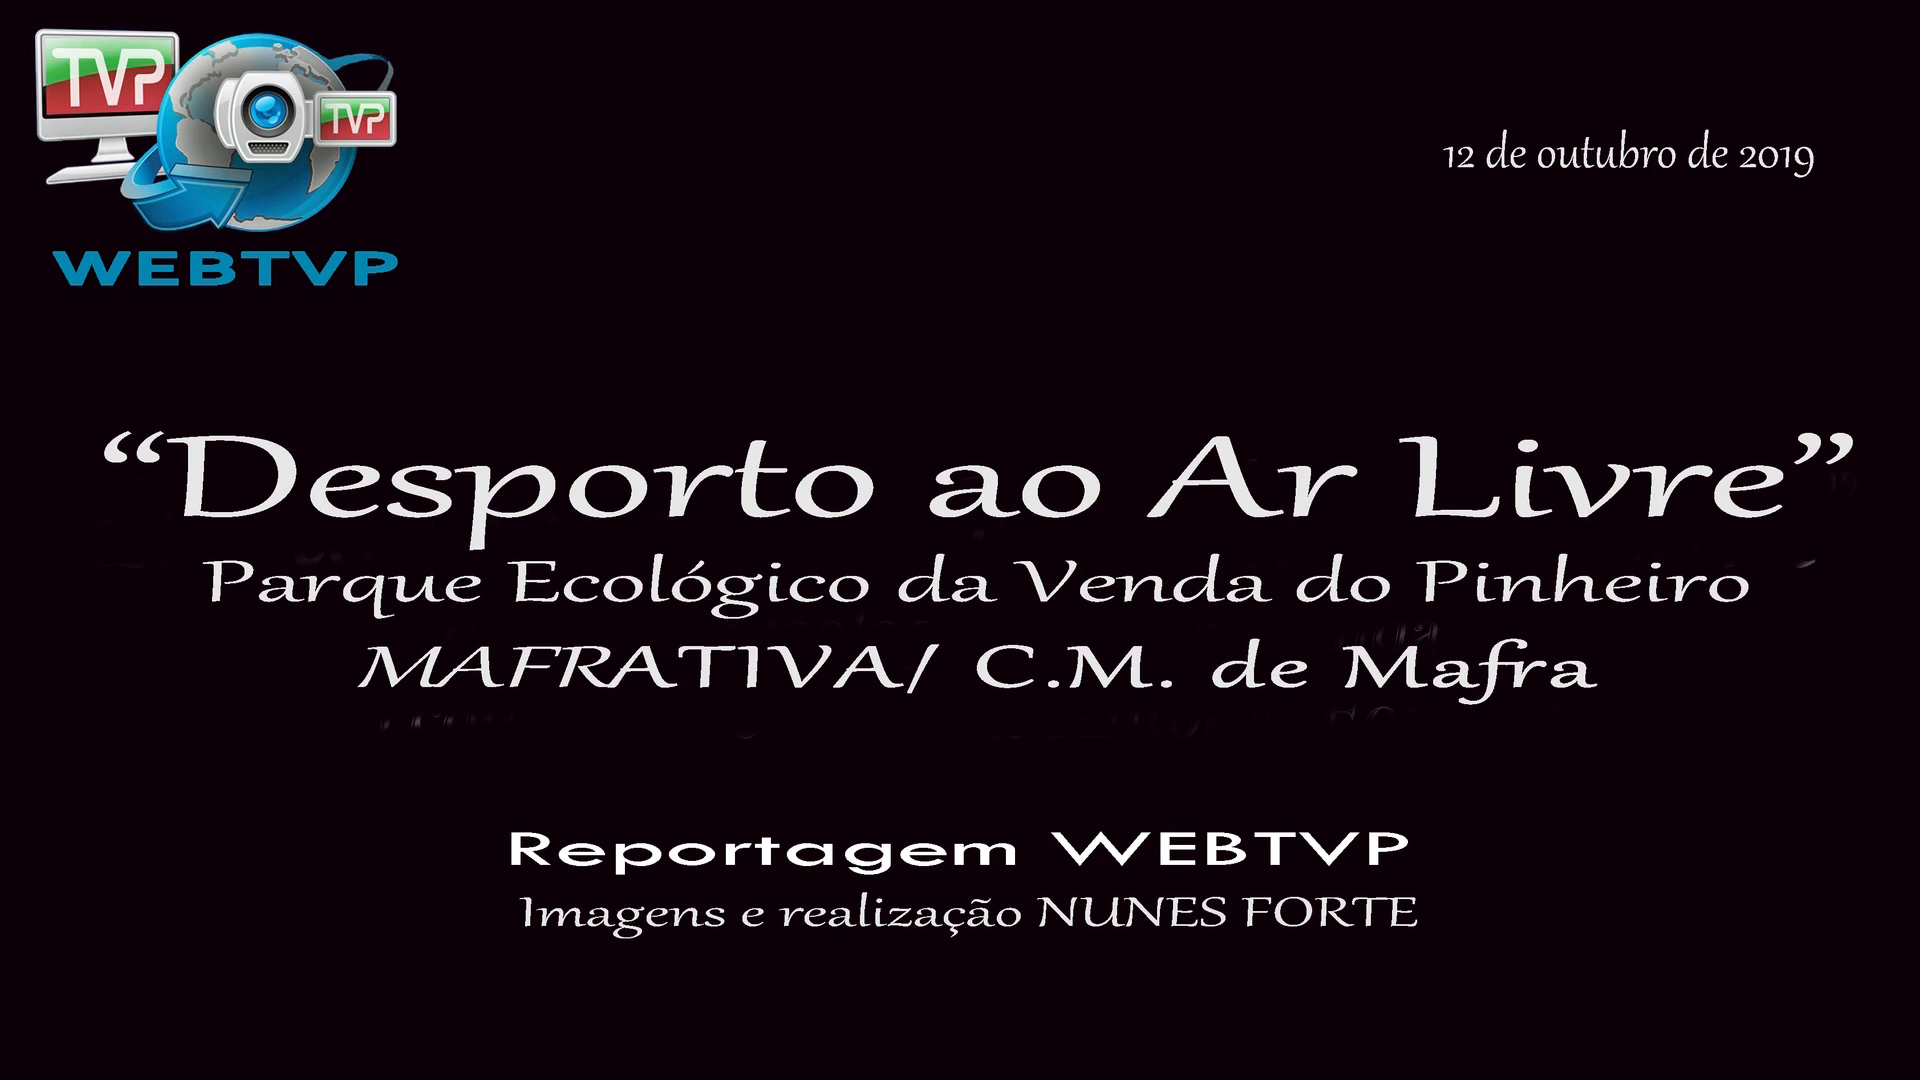 TVP
TVP
WEBTVP
12 de outubro de 2019
“Desporto ao Ar Livre”
Parque Ecológico da Venda do Pinheiro
MAFRATIVA/ C.M. de Mafra
Reportagem WEBTVP
Imagens e realização NUNES FORTE